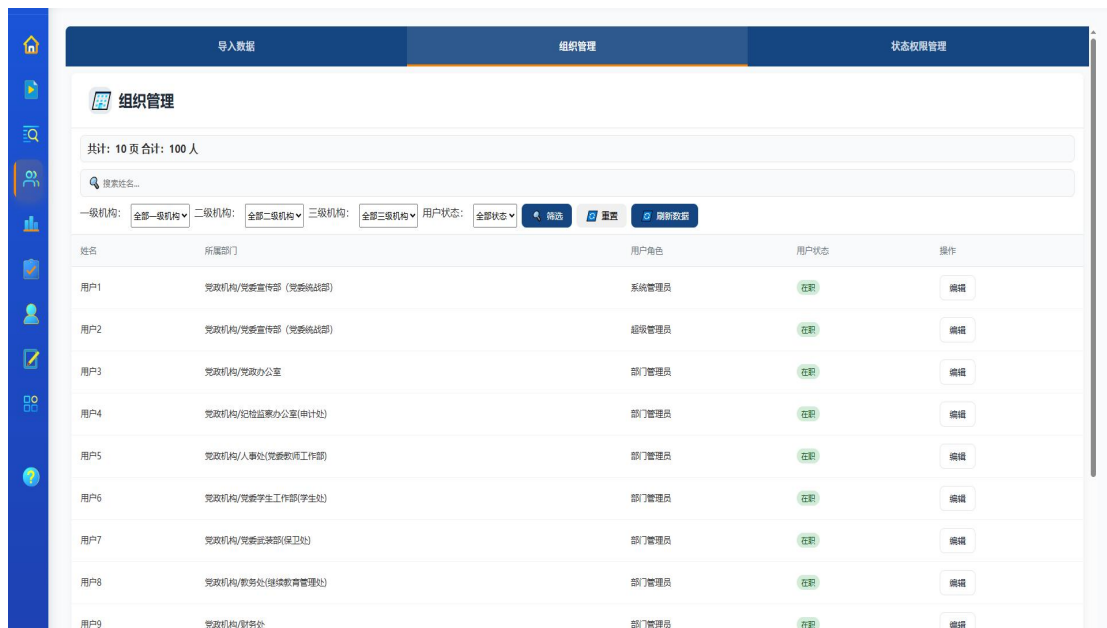 导入数据 组织管理 状态权限管理
组织管理
共计：10 页 合计：100 人
搜索姓名...
一级机构： 全部一级机构 二级机构： 全部二级机构 三级机构： 全部三级机构 用户状态： 全部状态 筛选 重置 刷新数据
姓名 所属部门 用户角色 用户状态 操作
用户1 党政机构/党委宣传部（党委统战部） 系统管理员 在职 编辑
用户2 党政机构/党委宣传部（党委统战部） 超级管理员 在职 编辑
用户3 党政机构/党政办公室 部门管理员 在职 编辑
用户4 党政机构/纪检监察办公室(审计处) 部门管理员 在职 编辑
用户5 党政机构/人事处(党委教师工作部) 部门管理员 在职 编辑
用户6 党政机构/党委学生工作部(学生处) 部门管理员 在职 编辑
用户7 党政机构/党委武装部(保卫处) 部门管理员 在职 编辑
用户8 党政机构/教务处(继续教育管理处) 部门管理员 在职 编辑
用户9 党政机构/财务处 部门管理员 在职 编辑